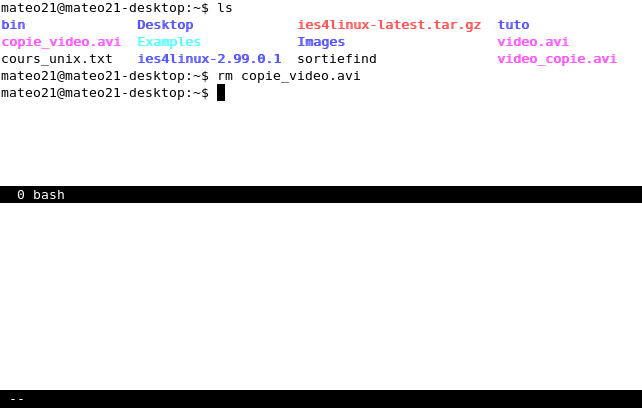 mateo21@mateo21-desktop:~$ ls
bin Desktop ies4linux-latest.tar.gz tuto
copie_video.avi Examples Images video.avi
cours_unix.txt ies4linux-2.99.0.1 sortiefind video_copie.avi
mateo21@mateo21-desktop:~$ rm copie_video.avi
mateo21@mateo21-desktop:~$
0 bash
--